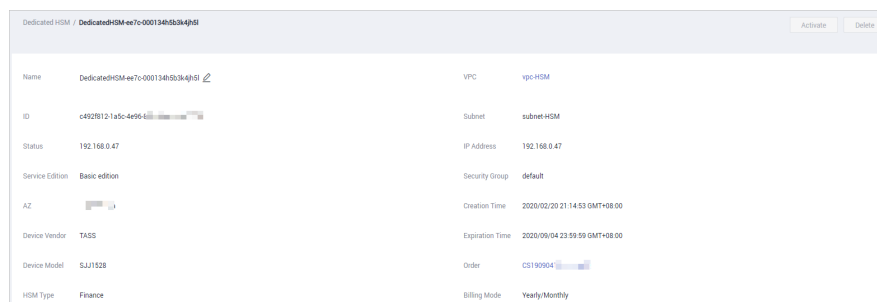 Dedicated HSM / DedicatedHSM-ee7c-000134h5b3k4jh5l
Activate Delete
Name DedicatedHSM-ee7c-000134h5b3k4jh5l VPC vpc-HSM
ID c492f812-1a5c-4e96- Subnet subnet-HSM
Status 192.168.0.47 IP Address 192.168.0.47
Service Edition Basic edition Security Group default
AZ Creation Time 2020/02/20 21:14:53 GMT+08:00
Device Vendor TASS Expiration Time 2020/09/04 23:59:59 GMT+08:00
Device Model SJJ1528 Order CS190904
HSM Type Finance Billing Mode Yearly/Monthly